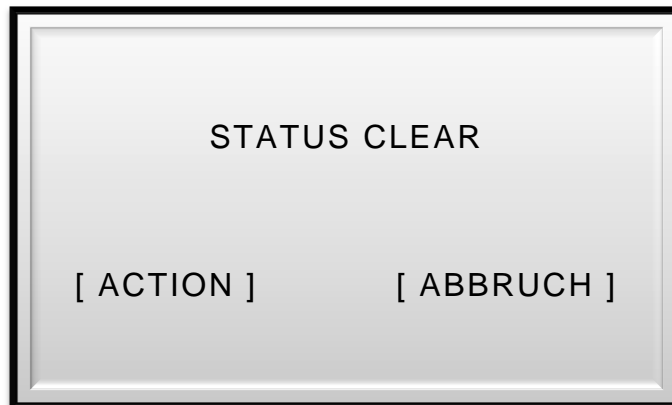 STATUS CLEAR
[ ACTION ] [ ABBRUCH ]